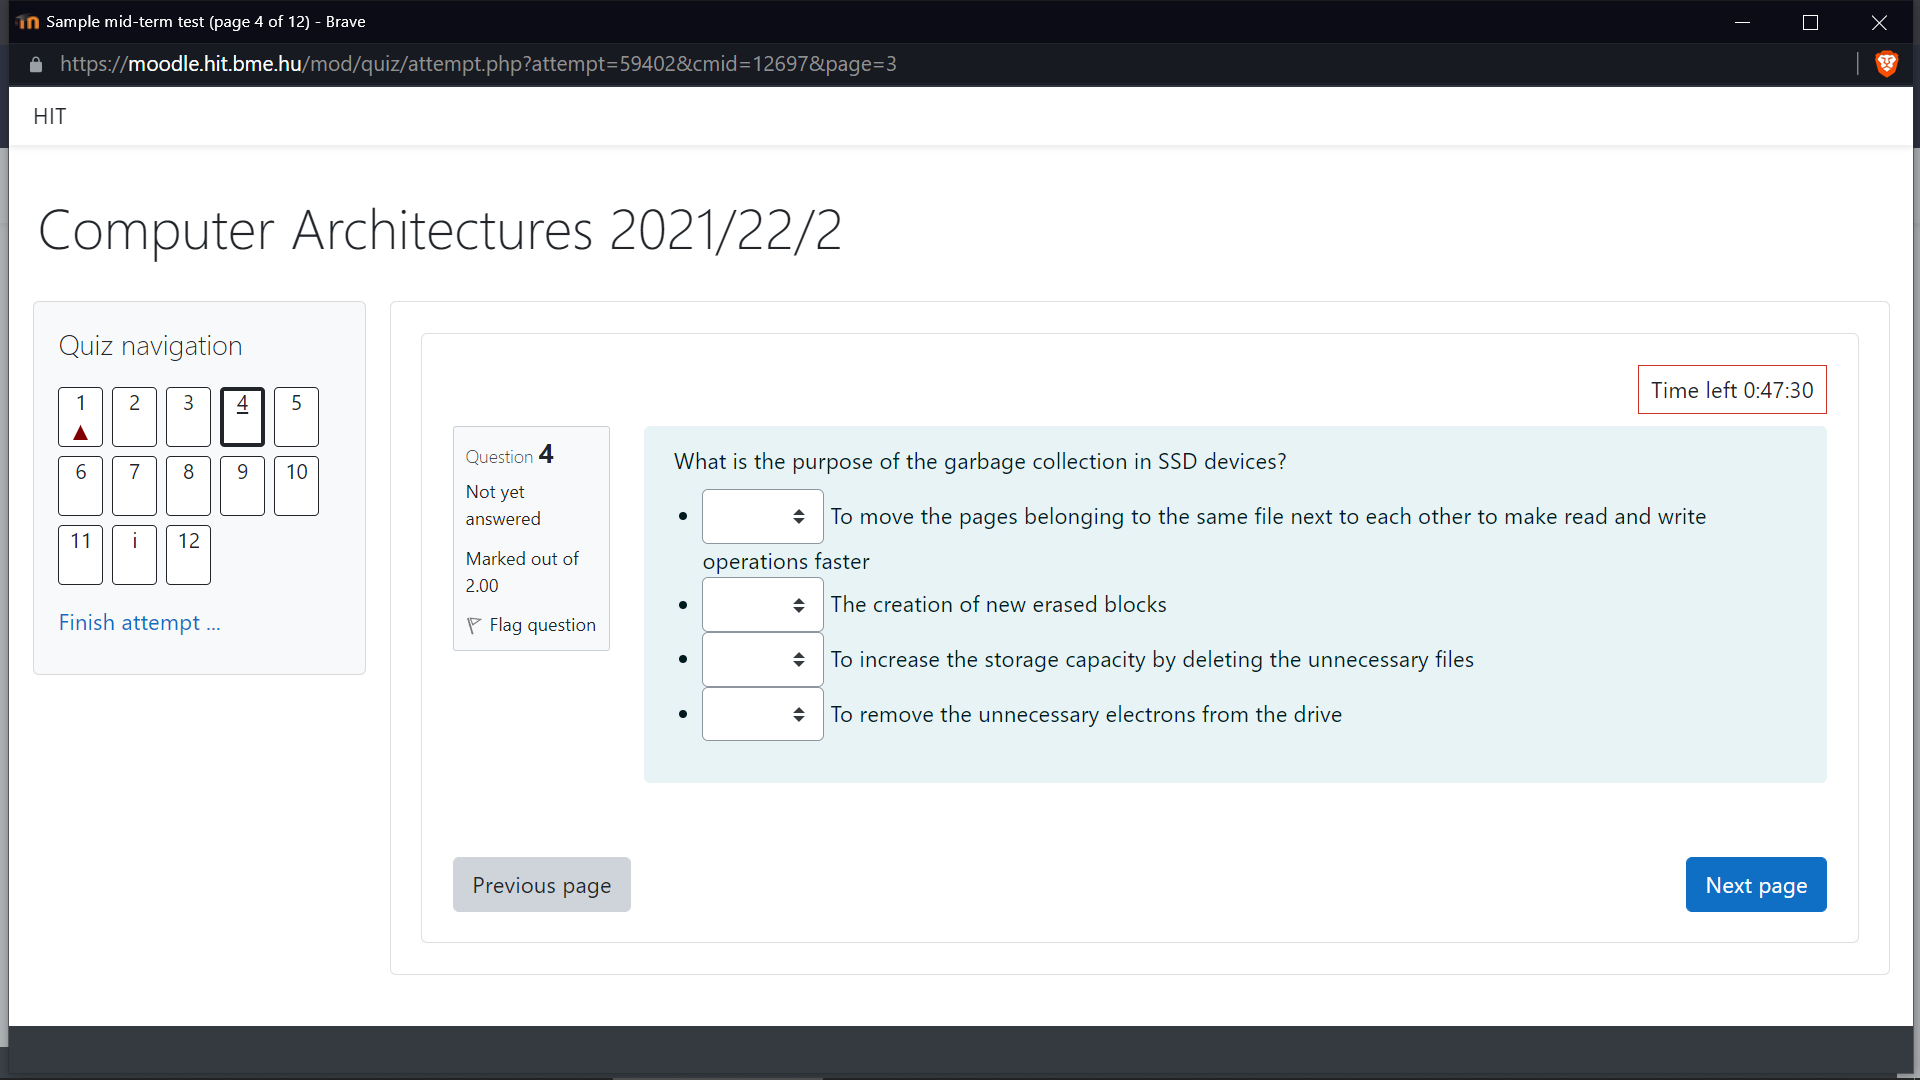 Sample mid-term test (page 4 of 12) - Brave
https://moodle.hit.bme.hu/mod/quiz/attempt.php?attempt=59402&cmid=12697&page=3
HIT
Computer Architectures 2021/22/2
Quiz navigation
1 2 3 4 5
6 7 8 9 10
11 i 12
Finish attempt ...
Time left 0:47:30
Question 4
Not yet
answered
Marked out of
2.00
Flag question
What is the purpose of the garbage collection in SSD devices?
To move the pages belonging to the same file next to each other to make read and write
operations faster
The creation of new erased blocks
To increase the storage capacity by deleting the unnecessary files
To remove the unnecessary electrons from the drive
Previous page
Next page